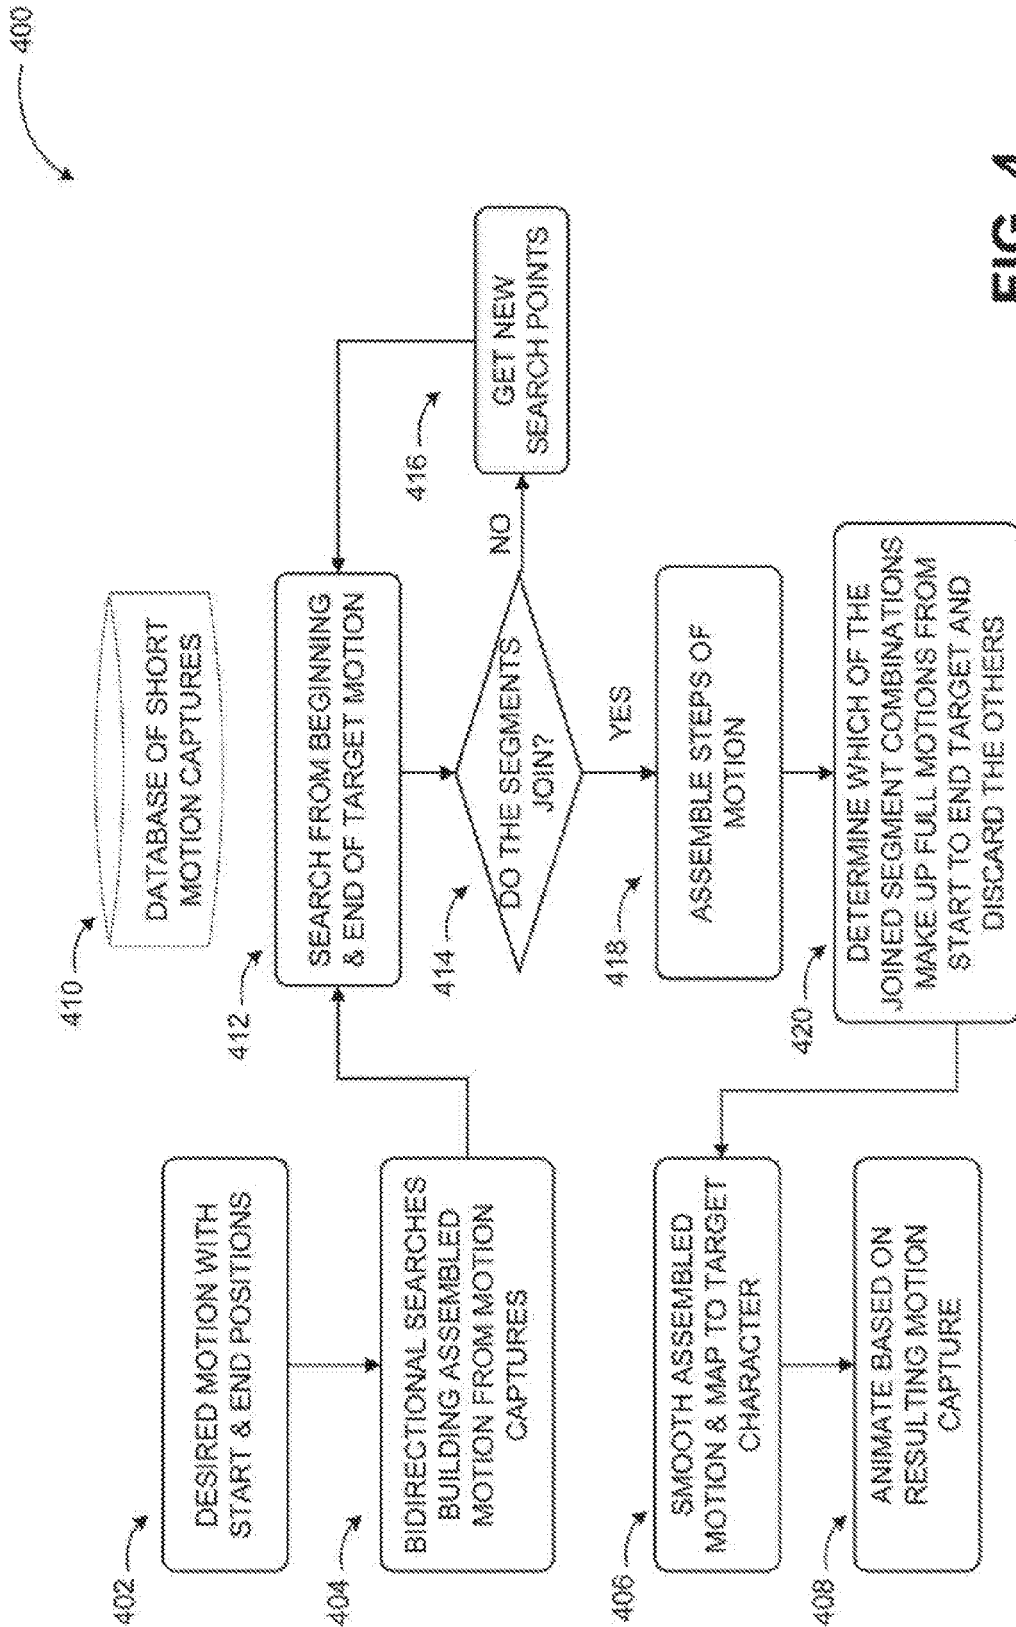 400
402
DESIRED MOTION WITH
START & END POSITIONS
404
BIDIRECTIONAL SEARCHES
BUILDING ASSEMBLED
MOTION FROM MOTION
CAPTURES
406
SMOOTH ASSEMBLED
MOTION & MAP TO TARGET
CHARACTER
408
ANIMATE BASED ON
RESULTING MOTION
CAPTURE
410
DATABASE OF SHORT
MOTION CAPTURES
412
SEARCH FROM BEGINNING
& END OF TARGET MOTION
414
DO THE SEGMENTS
JOIN?
NO
416
GET NEW
SEARCH POINTS
YES
418
ASSEMBLE STEPS OF
MOTION
420
DETERMINE WHICH OF THE
JOINED SEGMENT COMBINATIONS
MAKE UP FULL MOTIONS FROM
START TO END TARGET AND
DISCARD THE OTHERS
FIG. 4